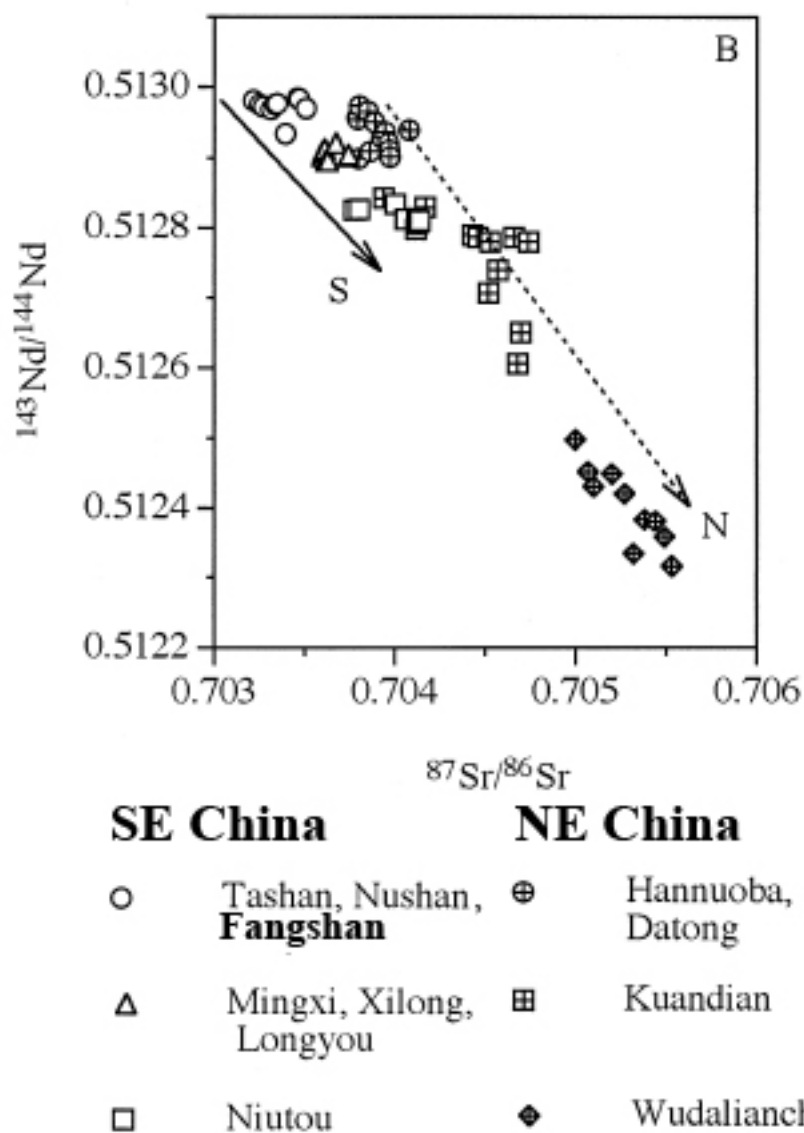 B
0.5130
0.5128
0.5126
0.5124
0.5122
143Nd/144Nd
S
N
0.703 0.704 0.705 0.706
87Sr/86Sr
SE China NE China
Tashan, Nushan, Hannuoba,
Fangshan Datong
Mingxi, Xilong, Kuandian
Longyou
Niutou Wudalianch